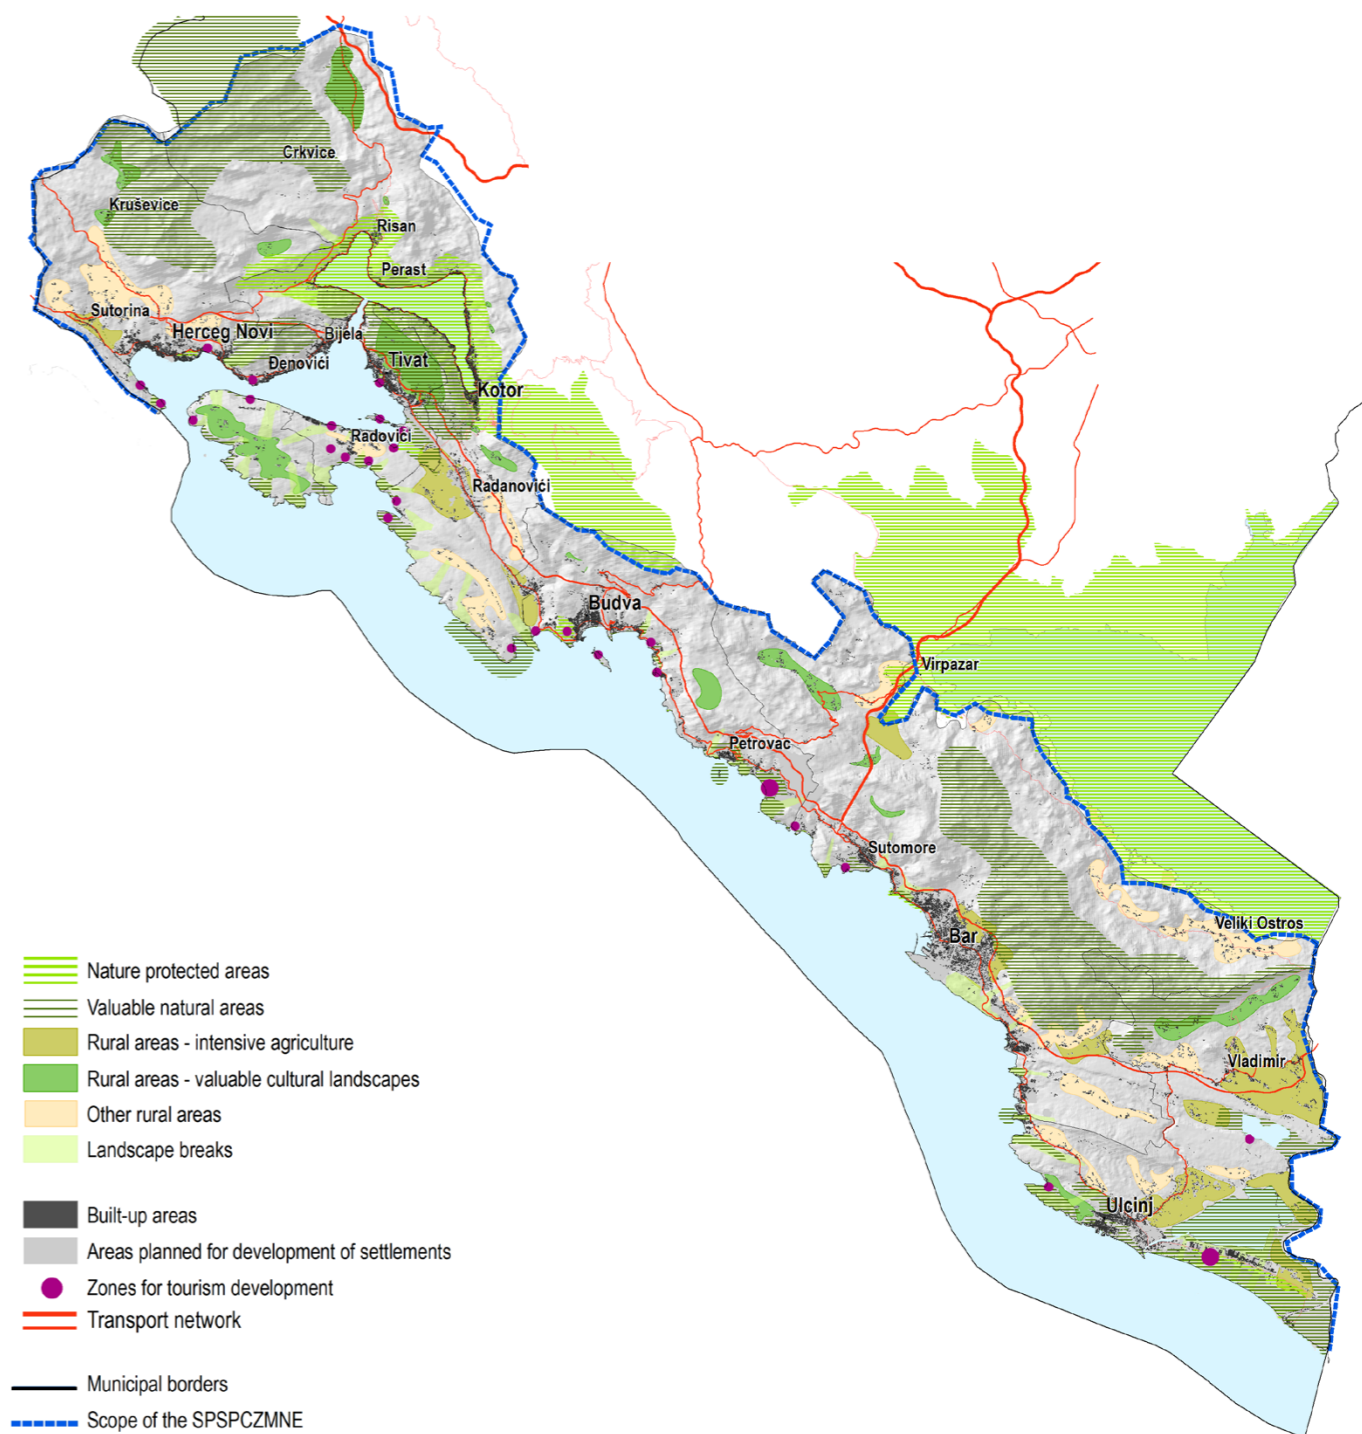 Crkvice
Kruševice
Risan
Perast
Sutorina
Herceg Novi
Bijela
Đenovići
Tivat
Kotor
Radovići
Radanovići
Budva
Virpazar
Petrovac
Sutomore
Bar
Veliki Ostros
Vladimir
Ulcinj
Nature protected areas
Valuable natural areas
Rural areas - intensive agriculture
Rural areas - valuable cultural landscapes
Other rural areas
Landscape breaks
Built-up areas
Areas planned for development of settlements
Zones for tourism development
Transport network
Municipal borders
Scope of the SPSPCZMNE